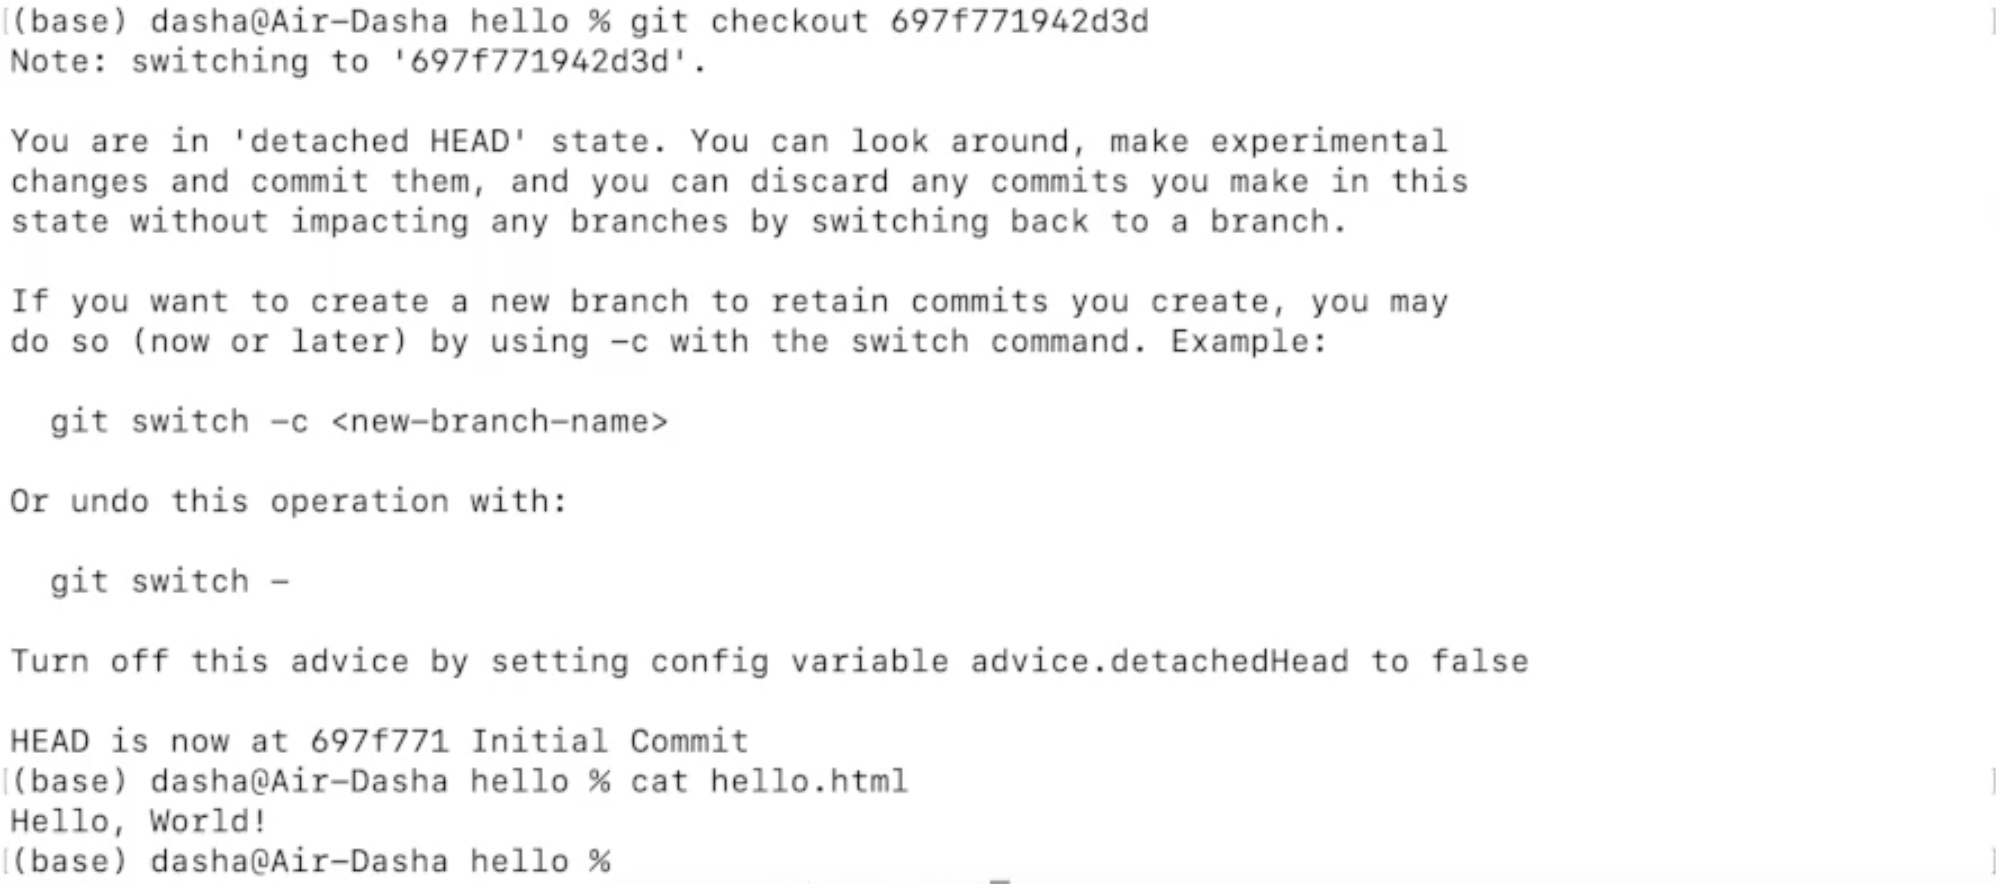 (base) dasha@Air-Dasha hello % git checkout 697f771942d3d
Note: switching to '697f771942d3d'.
You are in 'detached HEAD' state. You can look around, make experimental
changes and commit them, and you can discard any commits you make in this
state without impacting any branches by switching back to a branch.
If you want to create a new branch to retain commits you create, you may
do so (now or later) by using -c with the switch command. Example:
git switch -c <new-branch-name>
Or undo this operation with:
git switch -
Turn off this advice by setting config variable advice.detachedHead to false
HEAD is now at 697f771 Initial Commit
(base) dasha@Air-Dasha hello % cat hello.html
Hello, World!
(base) dasha@Air-Dasha hello %